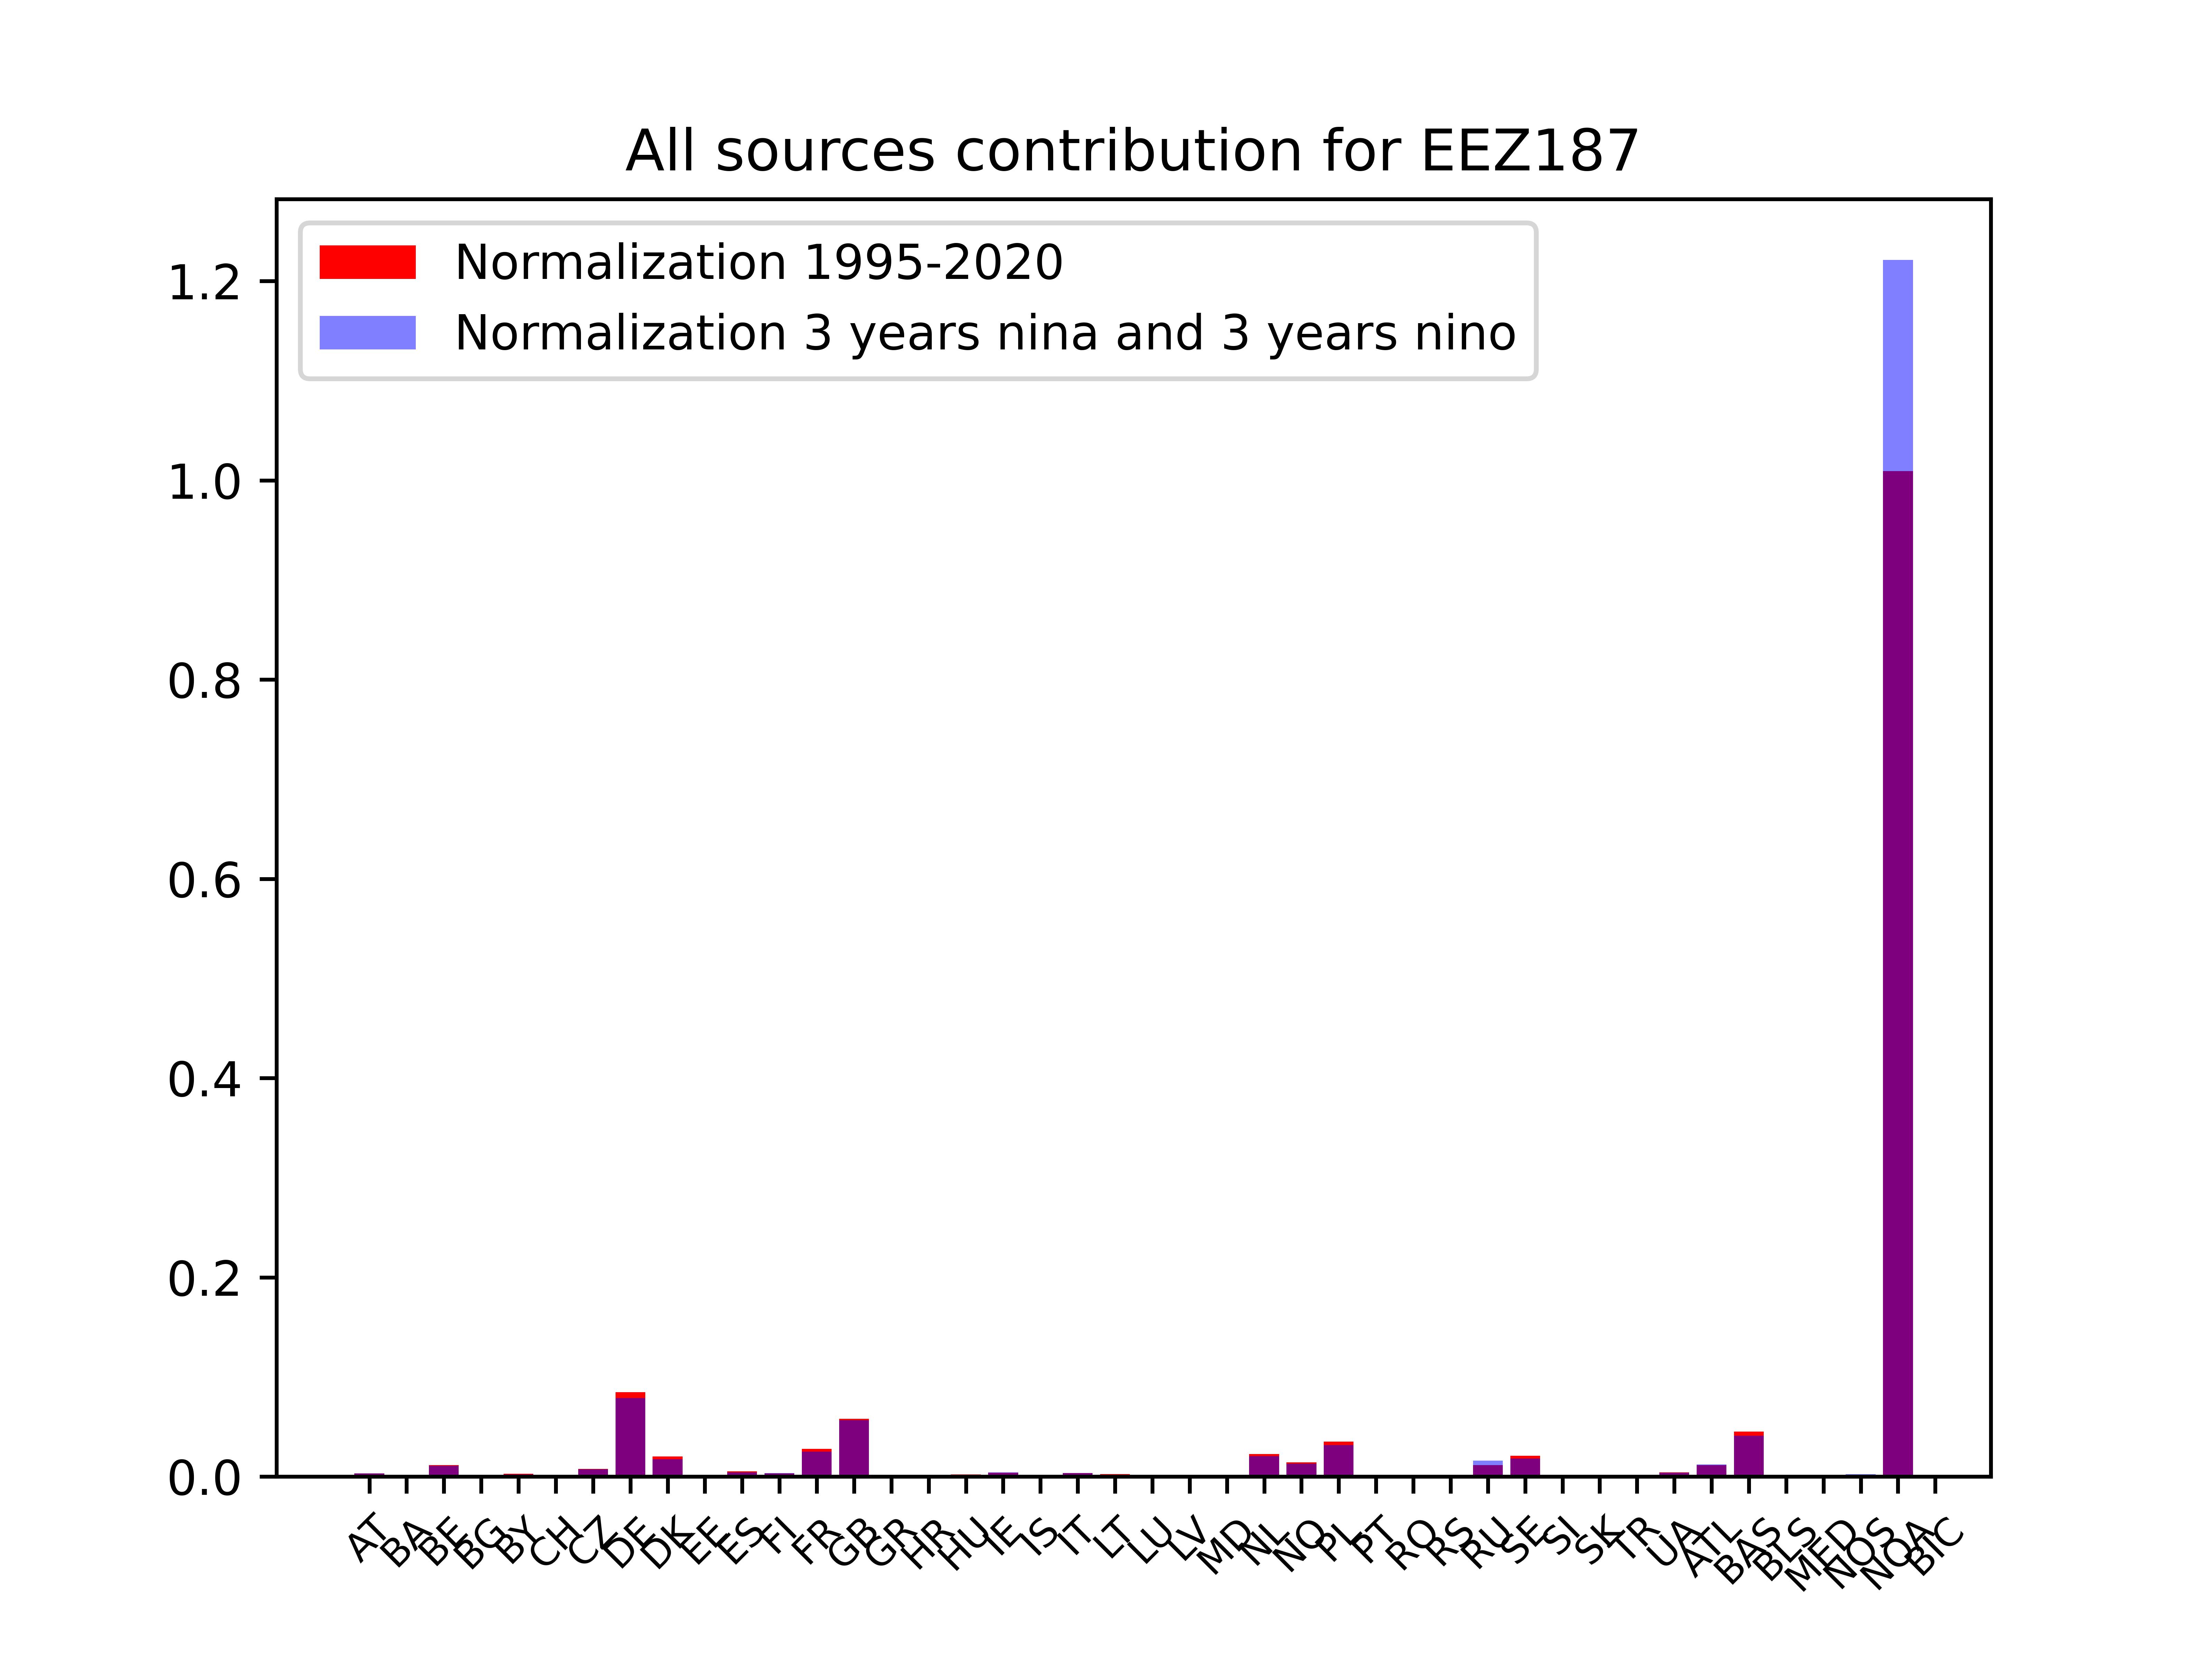 All sources contribution for EEZ187
Normalization 1995-2020
Normalization 3 years nina and 3 years nino
1.2
1.0
0.8
0.6
0.4
0.2
0.0
AT
BA
BE
BG
BY
CH
CZ
DE
DK
EE
ES
FI
FR
GB
GR
HR
HU
IE
IS
IT
LT
LU
LV
MD
NL
NO
PL
PT
RO
RS
RU
SE
SI
SK
TR
UA
ATL
BAS
BLS
MED
NOS
NOA
BIC